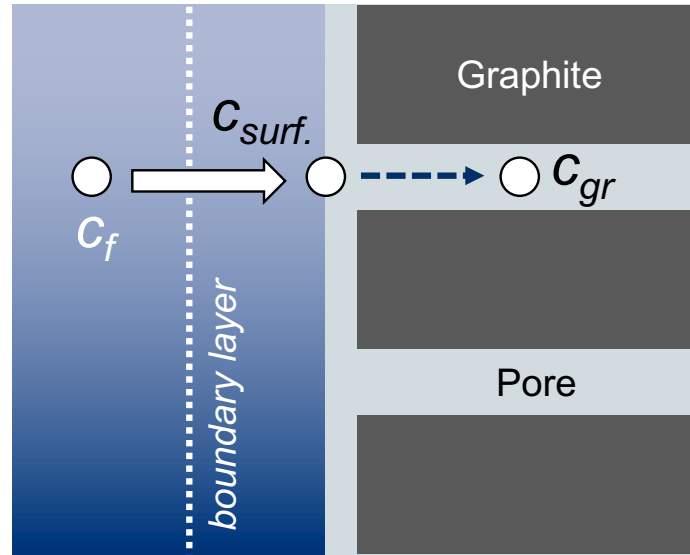 Graphite
c_surf.
c_gr
c_f
boundary layer
Pore